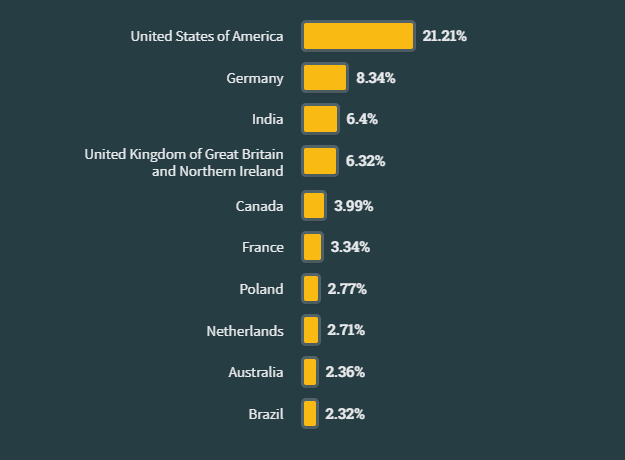 United States of America 21.21%
Germany 8.34%
India 6.4%
United Kingdom of Great Britain
and Northern Ireland 6.32%
Canada 3.99%
France 3.34%
Poland 2.77%
Netherlands 2.71%
Australia 2.36%
Brazil 2.32%